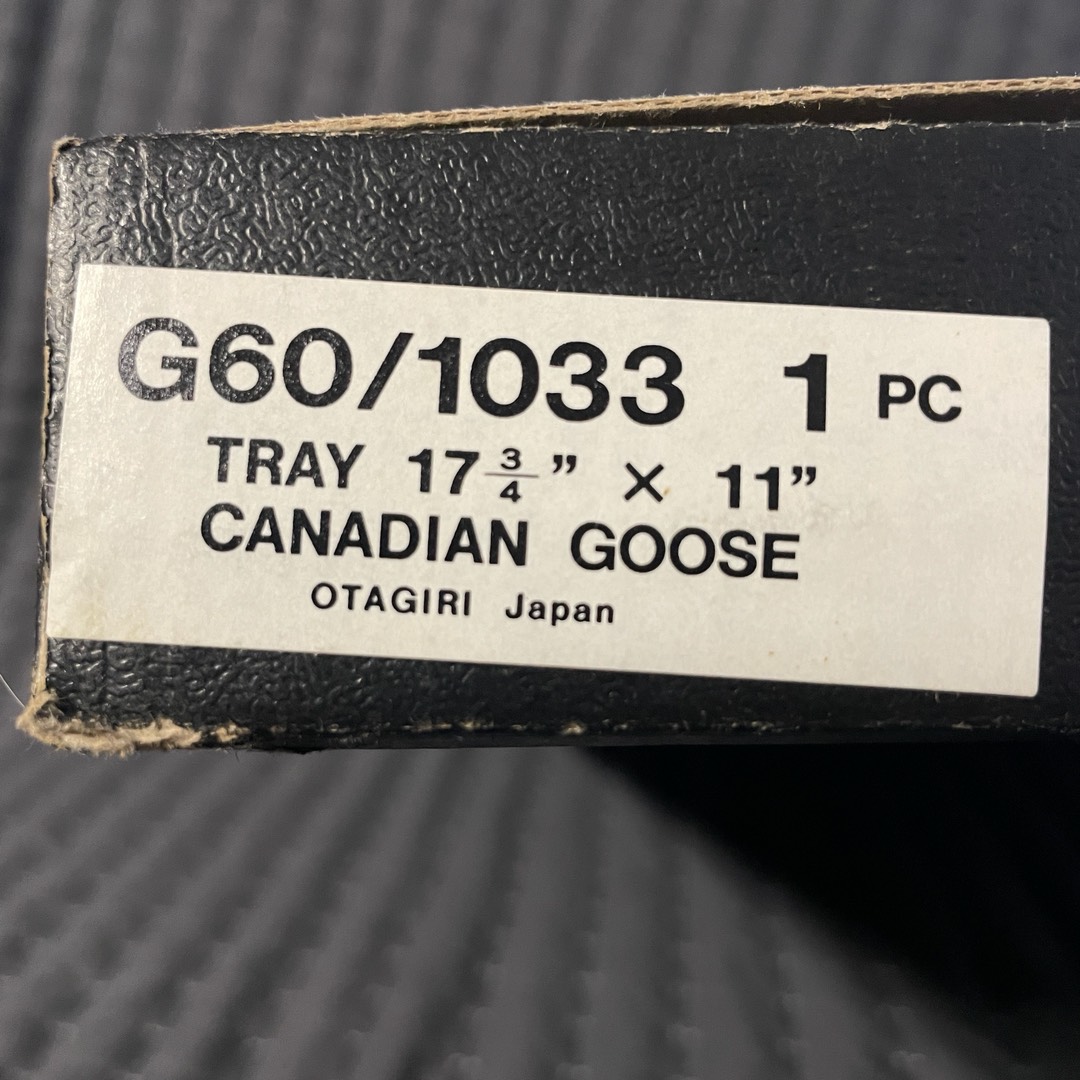 G60/1033 1 PC
TRAY 17 3/4” × 11”
CANADIAN GOOSE
OTAGIRI Japan